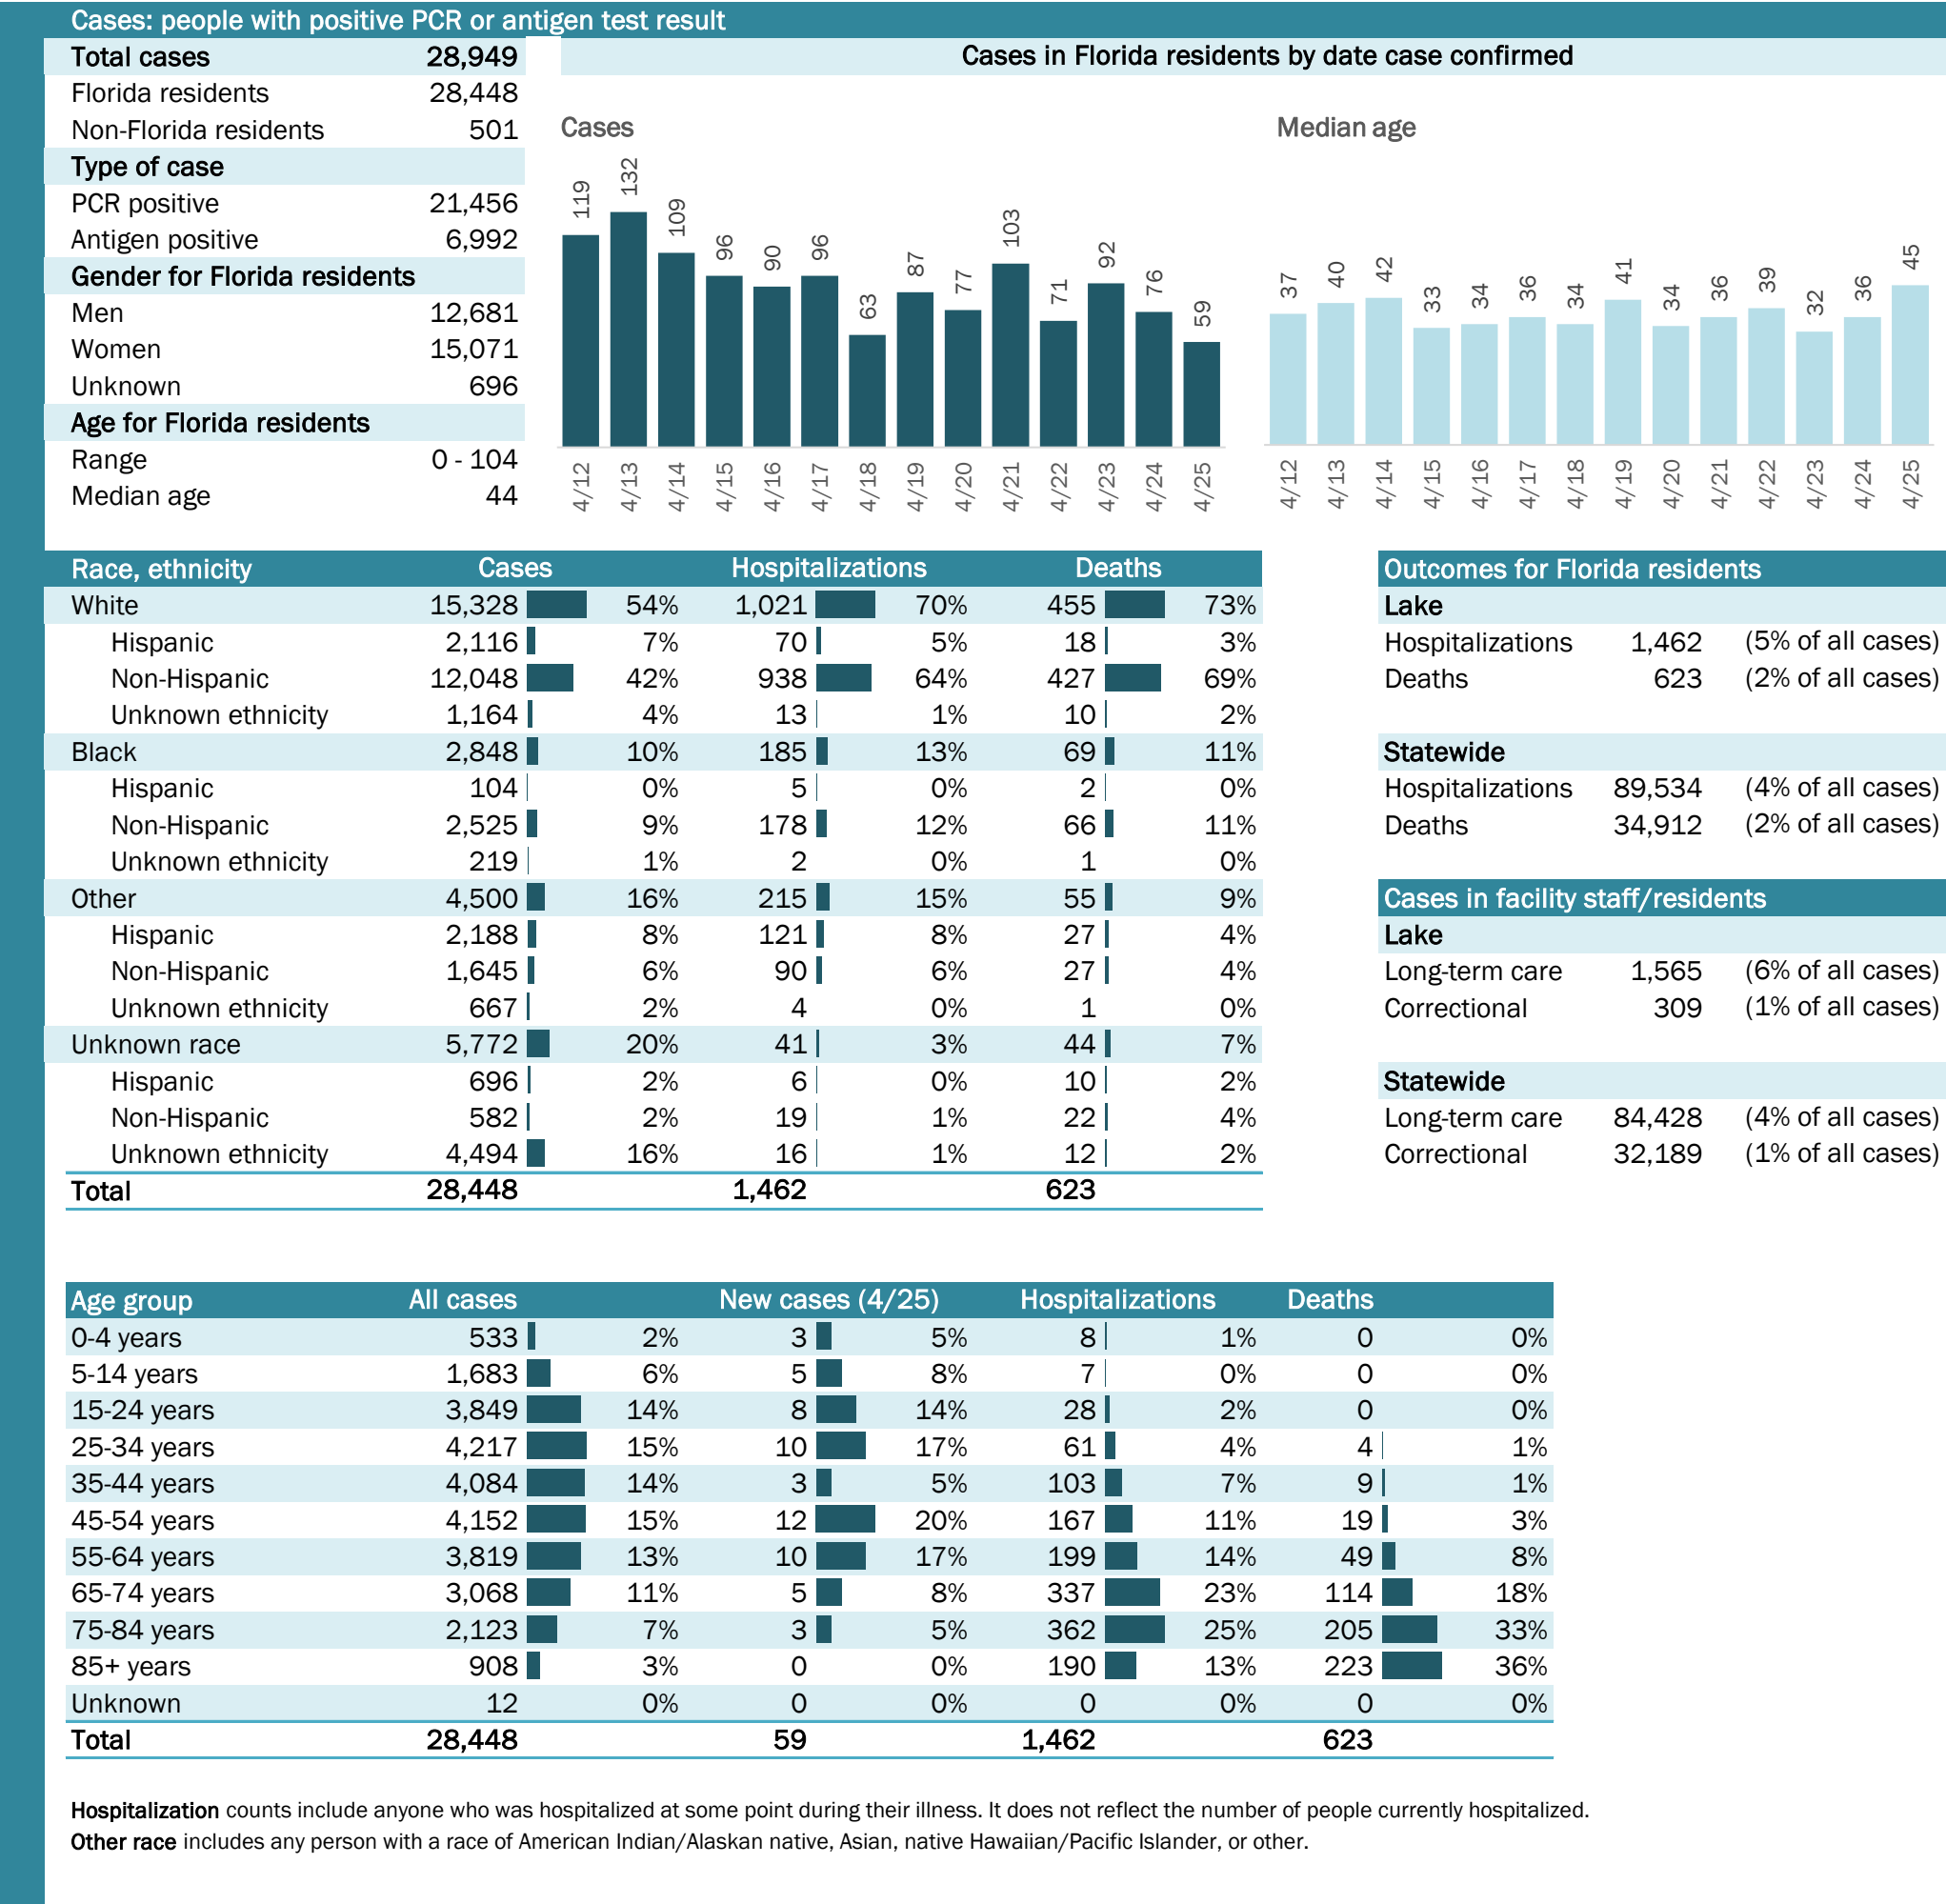 Cases: people with positive PCR or antigen test result
Total cases 28,949
Florida residents 28,448
Non-Florida residents 501
Type of case
PCR positive 21,456
Antigen positive 6,992
Gender for Florida residents
Men 12,681
Women 15,071
Unknown 696
Age for Florida residents
Range 0 - 104
Median age 44
Cases in Florida residents by date case confirmed
Cases
119 132 109 96 90 96 63 87 77 103 71 92 76 59
4/12 4/13 4/14 4/15 4/16 4/17 4/18 4/19 4/20 4/21 4/22 4/23 4/24 4/25
Median age
37 40 42 33 34 36 34 41 34 36 39 32 36 45
4/12 4/13 4/14 4/15 4/16 4/17 4/18 4/19 4/20 4/21 4/22 4/23 4/24 4/25
Race, ethnicity Cases Hospitalizations Deaths
White 15,328 54% 1,021 70% 455 73%
Hispanic 2,116 7% 70 5% 18 3%
Non-Hispanic 12,048 42% 938 64% 427 69%
Unknown ethnicity 1,164 4% 13 1% 10 2%
Black 2,848 10% 185 13% 69 11%
Hispanic 104 0% 5 0% 2 0%
Non-Hispanic 2,525 9% 178 12% 66 11%
Unknown ethnicity 219 1% 2 0% 1 0%
Other 4,500 16% 215 15% 55 9%
Hispanic 2,188 8% 121 8% 27 4%
Non-Hispanic 1,645 6% 90 6% 27 4%
Unknown ethnicity 667 2% 4 0% 1 0%
Unknown race 5,772 20% 41 3% 44 7%
Hispanic 696 2% 6 0% 10 2%
Non-Hispanic 582 2% 19 1% 22 4%
Unknown ethnicity 4,494 16% 16 1% 12 2%
Total 28,448 1,462 623
Outcomes for Florida residents
Lake
Hospitalizations 1,462 (5% of all cases)
Deaths 623 (2% of all cases)
Statewide
Hospitalizations 89,534 (4% of all cases)
Deaths 34,912 (2% of all cases)
Cases in facility staff/residents
Lake
Long-term care 1,565 (6% of all cases)
Correctional 309 (1% of all cases)
Statewide
Long-term care 84,428 (4% of all cases)
Correctional 32,189 (1% of all cases)
Age group All cases New cases (4/25) Hospitalizations Deaths
0-4 years 533 2% 3 5% 8 1% 0 0%
5-14 years 1,683 6% 5 8% 7 0% 0 0%
15-24 years 3,849 14% 8 14% 28 2% 0 0%
25-34 years 4,217 15% 10 17% 61 4% 4 1%
35-44 years 4,084 14% 3 5% 103 7% 9 1%
45-54 years 4,152 15% 12 20% 167 11% 19 3%
55-64 years 3,819 13% 10 17% 199 14% 49 8%
65-74 years 3,068 11% 5 8% 337 23% 114 18%
75-84 years 2,123 7% 3 5% 362 25% 205 33%
85+ years 908 3% 0 0% 190 13% 223 36%
Unknown 12 0% 0 0% 0 0% 0 0%
Total 28,448 59 1,462 623
Hospitalization counts include anyone who was hospitalized at some point during their illness. It does not reflect the number of people currently hospitalized.
Other race includes any person with a race of American Indian/Alaskan native, Asian, native Hawaiian/Pacific Islander, or other.